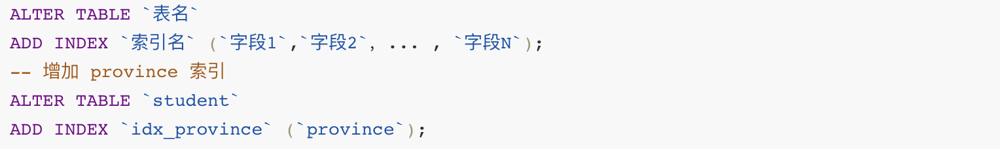 ALTER TABLE `表名`
ADD INDEX `索引名` (`字段1`,`字段2`, ... , `字段N`);
-- 增加 province 索引
ALTER TABLE `student`
ADD INDEX `idx_province` (`province`);